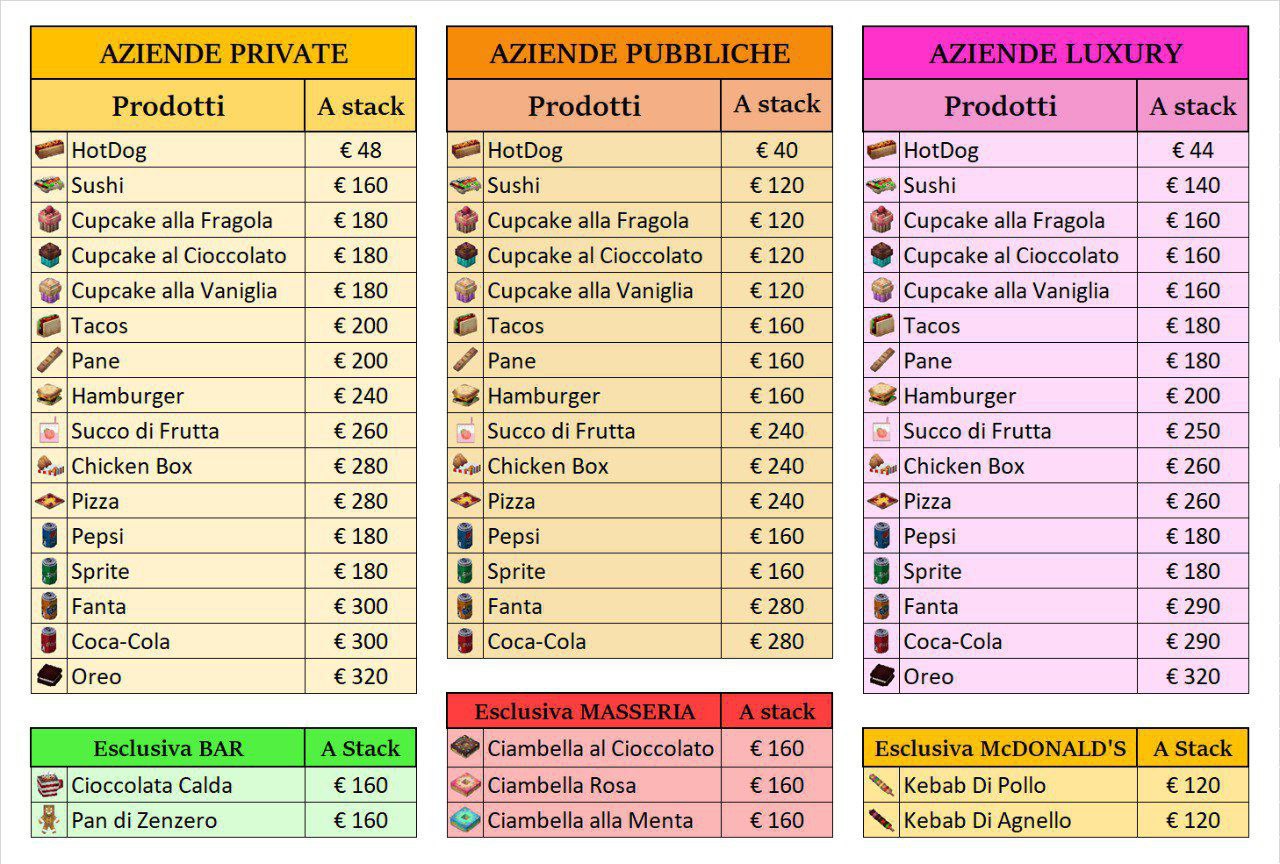 AZIENDE PRIVATE
Prodotti A stack
HotDog € 48
Sushi € 160
Cupcake alla Fragola € 180
Cupcake al Cioccolato € 180
Cupcake alla Vaniglia € 180
Tacos € 200
Pane € 200
Hamburger € 240
Succo di Frutta € 260
Chicken Box € 280
Pizza € 280
Pepsi € 180
Sprite € 180
Fanta € 300
Coca-Cola € 300
Oreo € 320
Esclusiva BAR A Stack
Cioccolata Calda € 160
Pan di Zenzero € 160
AZIENDE PUBBLICHE
Prodotti A stack
HotDog € 40
Sushi € 120
Cupcake alla Fragola € 120
Cupcake al Cioccolato € 120
Cupcake alla Vaniglia € 120
Tacos € 160
Pane € 160
Hamburger € 160
Succo di Frutta € 240
Chicken Box € 240
Pizza € 240
Pepsi € 160
Sprite € 160
Fanta € 280
Coca-Cola € 280
Esclusiva MASSERIA A stack
Ciambella al Cioccolato € 160
Ciambella Rosa € 160
Ciambella alla Menta € 160
AZIENDE LUXURY
Prodotti A stack
HotDog € 44
Sushi € 140
Cupcake alla Fragola € 160
Cupcake al Cioccolato € 160
Cupcake alla Vaniglia € 160
Tacos € 180
Pane € 180
Hamburger € 200
Succo di Frutta € 250
Chicken Box € 260
Pizza € 260
Pepsi € 180
Sprite € 180
Fanta € 290
Coca-Cola € 290
Oreo € 320
Esclusiva McDONALD'S A Stack
Kebab Di Pollo € 120
Kebab Di Agnello € 120